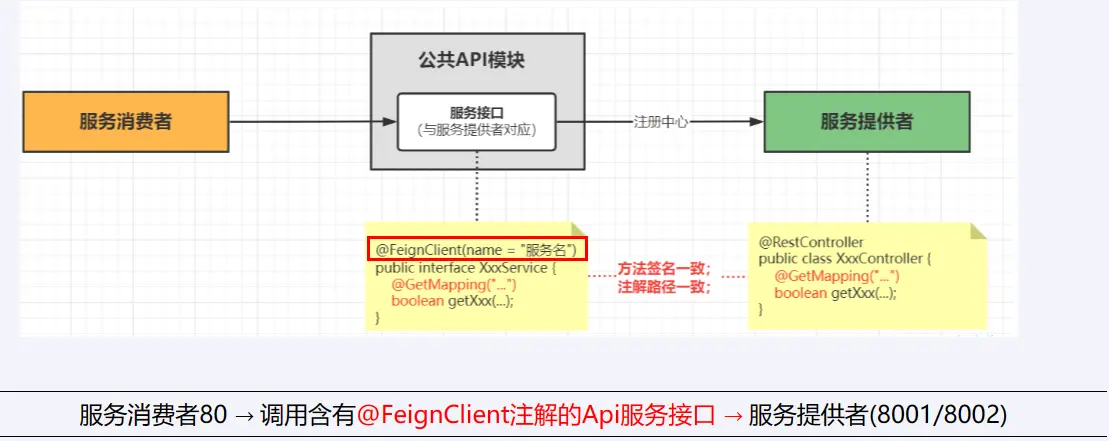 公共API模块
服务消费者
服务接口
(与服务提供者对应)
注册中心
服务提供者
@FeignClient(name = "服务名")
public interface XxxService {
@GetMapping("...")
boolean getXxx(...);
}
方法签名一致；
注解路径一致；
@RestController
public class XxxController {
@GetMapping("...")
boolean getXxx(...);
}
服务消费者80 → 调用含有@FeignClient注解的Api服务接口 → 服务提供者(8001/8002)